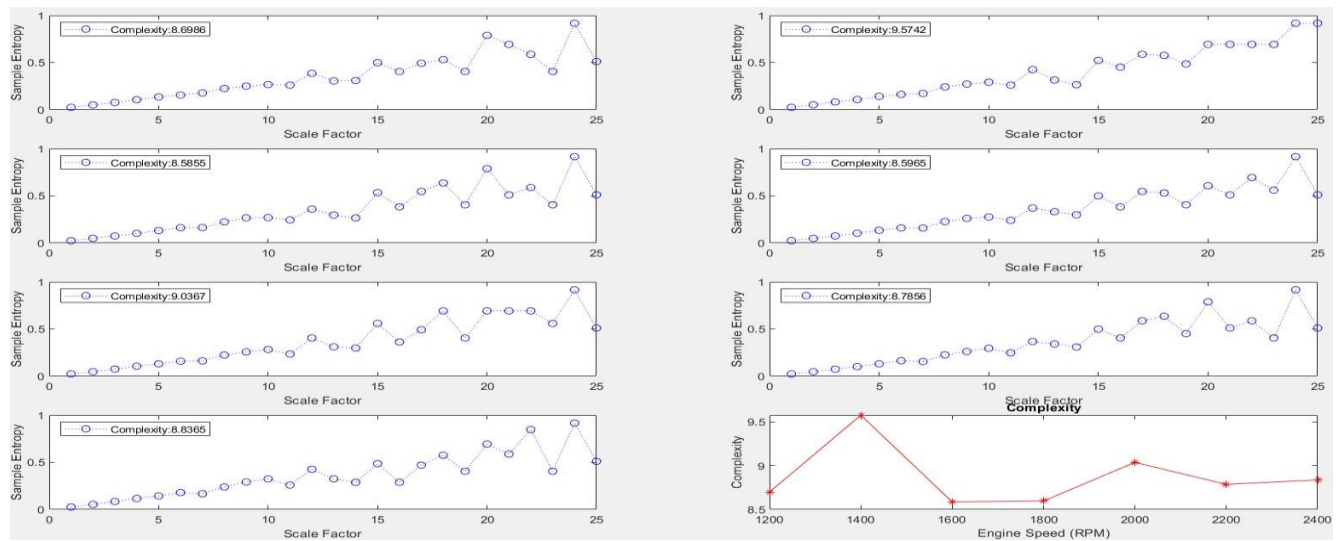 Complexity:8.6986
Sample Entropy
1
0.5
0
0 5 10 15 20 25
Scale Factor
Complexity:9.5742
Sample Entropy
1
0.5
0
0 5 10 15 20 25
Scale Factor
Complexity:8.5855
Sample Entropy
1
0.5
0
0 5 10 15 20 25
Scale Factor
Complexity:8.5965
Sample Entropy
1
0.5
0
0 5 10 15 20 25
Scale Factor
Complexity:9.0367
Sample Entropy
1
0.5
0
0 5 10 15 20 25
Scale Factor
Complexity:8.7856
Sample Entropy
1
0.5
0
0 5 10 15 20 25
Scale Factor
Complexity:8.8365
Sample Entropy
1
0.5
0
0 5 10 15 20 25
Scale Factor
Complexity
Complexity
9.5
9
8.5
1200 1400 1600 1800 2000 2200 2400
Engine Speed (RPM)